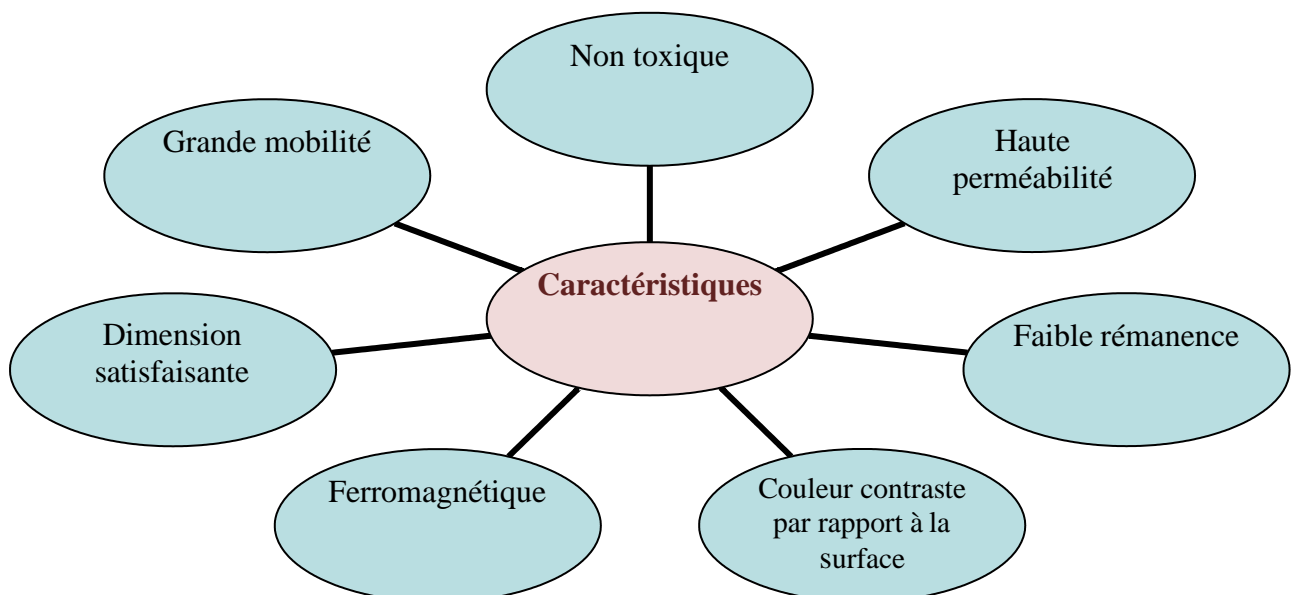 Non toxique
Grande mobilité
Haute
perméabilité
Caractéristiques
Dimension
satisfaisante
Faible rémanence
Ferromagnétique
Couleur contraste
par rapport à la
surface